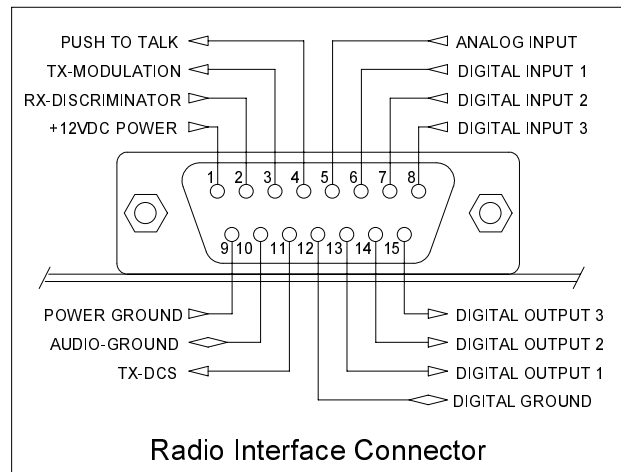 PUSH TO TALK
ANALOG INPUT
TX-MODULATION
DIGITAL INPUT 1
RX-DISCRIMINATOR
DIGITAL INPUT 2
+12VDC POWER
DIGITAL INPUT 3
1 2 3 4 5 6 7 8
9 10 11 12 13 14 15
POWER GROUND
DIGITAL OUTPUT 3
AUDIO-GROUND
DIGITAL OUTPUT 2
TX-DCS
DIGITAL OUTPUT 1
DIGITAL GROUND
Radio Interface Connector